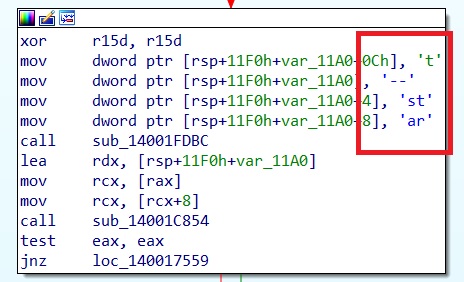 xor r15d, r15d
mov dword ptr [rsp+11F0h+var_11A0+0Ch], 't'
mov dword ptr [rsp+11F0h+var_11A0], '--'
mov dword ptr [rsp+11F0h+var_11A0+4], 'st'
mov dword ptr [rsp+11F0h+var_11A0+8], 'ar'
call sub_14001FDBC
lea rdx, [rsp+11F0h+var_11A0]
mov rcx, [rax]
mov rcx, [rcx+8]
call sub_14001C854
test eax, eax
jnz loc_140017559